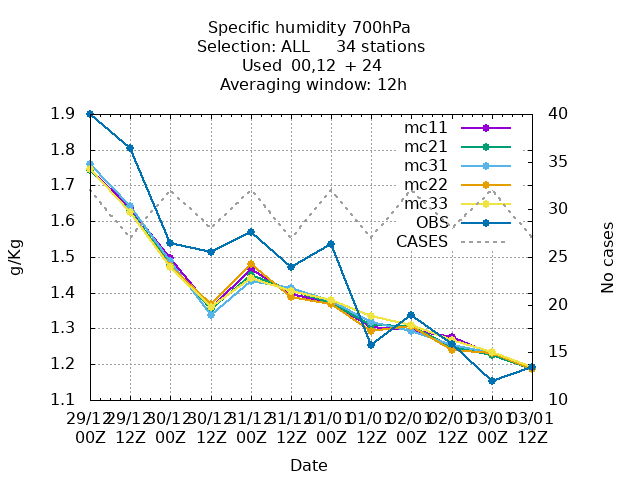 Specific humidity 700hPa
Selection: ALL 34 stations
Used 00,12 + 24
Averaging window: 12h
1.9
1.8
1.7
1.6
1.5
1.4
1.3
1.2
1.1
g/Kg
40
35
30
25
20
15
10
No cases
mc11
mc21
mc31
mc22
mc33
OBS
CASES
29/12 29/12 30/12 30/12 31/12 31/12 01/01 01/01 02/01 02/01 03/01 03/01
00Z 12Z 00Z 12Z 00Z 12Z 00Z 12Z 00Z 12Z 00Z 12Z
Date